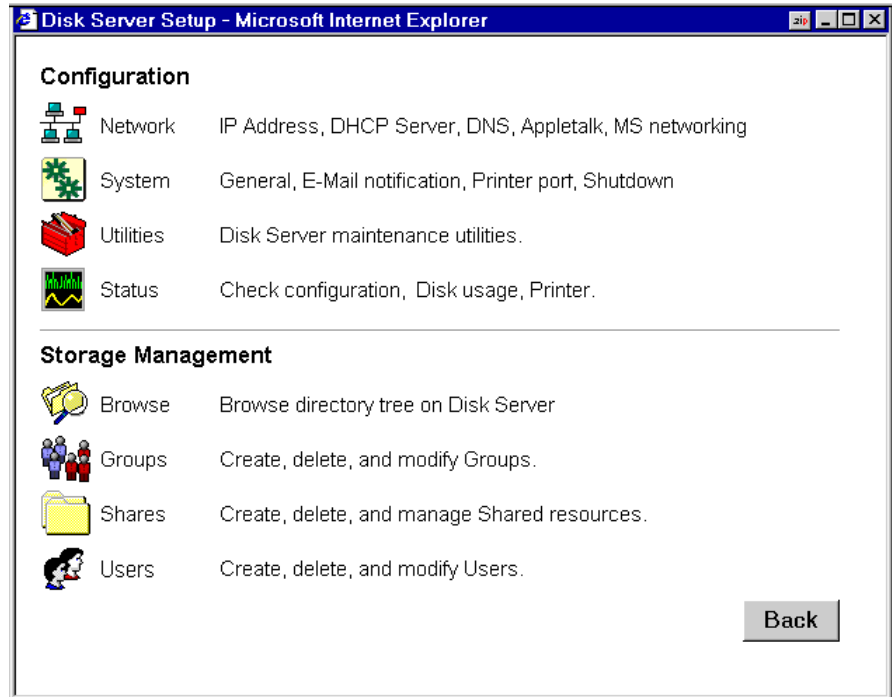 Disk Server Setup - Microsoft Internet Explorer
zip
Configuration
Network IP Address, DHCP Server, DNS, Appletalk, MS networking
System General, E-Mail notification, Printer port, Shutdown
Utilities Disk Server maintenance utilities.
Status Check configuration, Disk usage, Printer.
Storage Management
Browse Browse directory tree on Disk Server
Groups Create, delete, and modify Groups.
Shares Create, delete, and manage Shared resources.
Users Create, delete, and modify Users.
Back